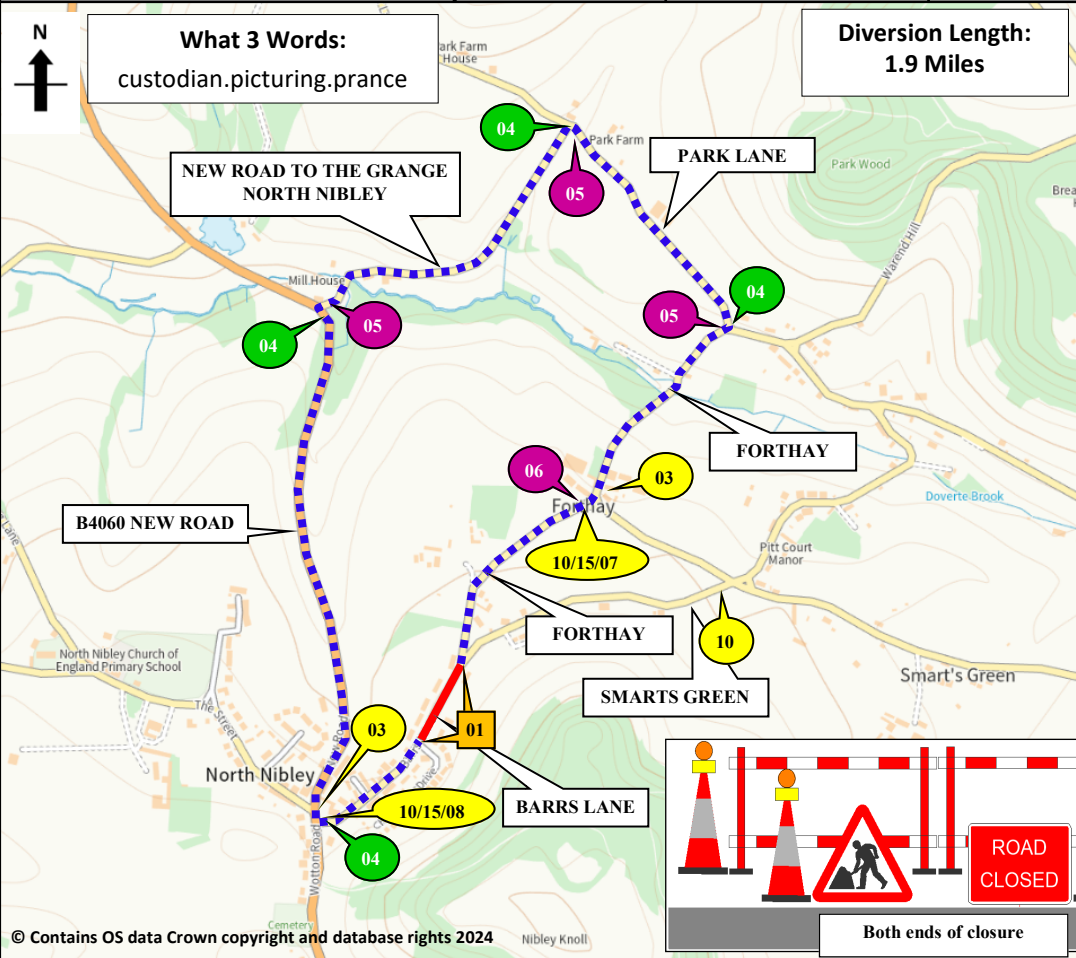 N
What 3 Words:
custodian.picturing.prance
Diversion Length:
1.9 Miles
ark Farm
House
04
Park Farm
PARK LANE
Park Wood
NEW ROAD TO THE GRANGE
NORTH NIBLEY
05
Warend Hill
Mill House
04
05
05
04
FORTHAY
06
03
Forthay
Doverte Brook
B4060 NEW ROAD
10/15/07
Pitt Court
Manor
FORTHAY
10
North Nibley Church of
England Primary School
SMARTS GREEN
Smart's Green
The Street
03
01
North Nibley
Drive
10/15/08
BARRS LANE
04
Wotton Road
ROAD
CLOSED
Cemetery
Both ends of closure
© Contains OS data Crown copyright and database rights 2024
Nibley Knoll